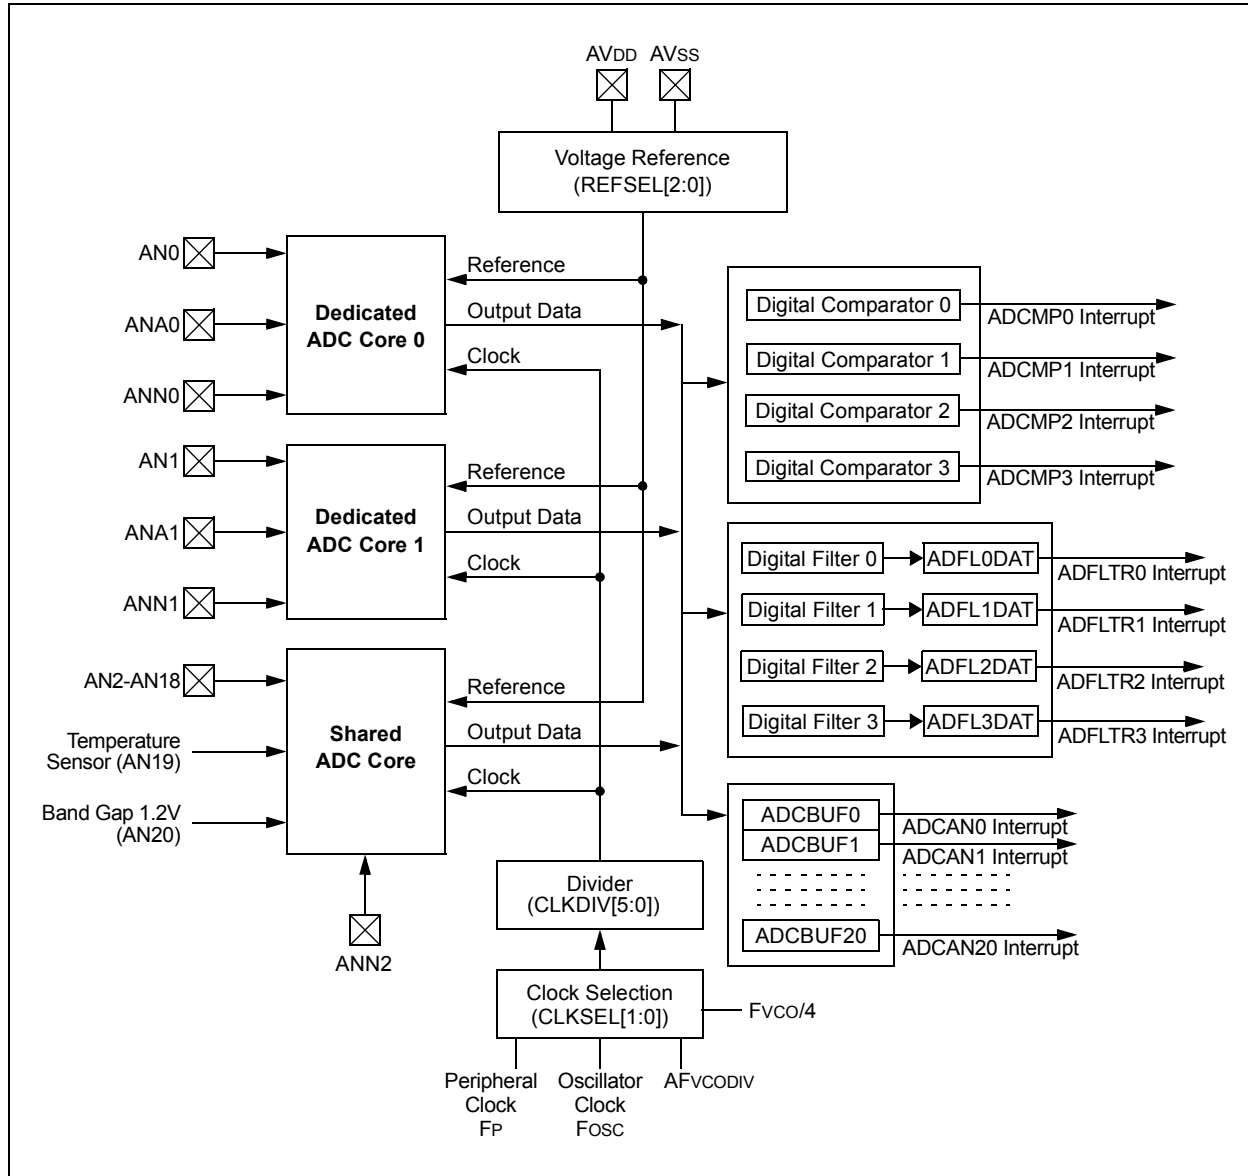 AVDD
AVSS
Voltage Reference
(REFSEL[2:0])
AN0
ANA0
ANN0
Dedicated
ADC Core 0
Reference
Output Data
Clock
AN1
ANA1
ANN1
Dedicated
ADC Core 1
Reference
Output Data
Clock
AN2-AN18
Temperature
Sensor (AN19)
Band Gap 1.2V
(AN20)
Shared
ADC Core
Reference
Output Data
Clock
ANN2
Divider
(CLKDIV[5:0])
Clock Selection
(CLKSEL[1:0])
FVCO/4
Peripheral
Clock
FP
Oscillator
Clock
FOSC
AFVCODIV
Digital Comparator 0
ADCMP0 Interrupt
Digital Comparator 1
ADCMP1 Interrupt
Digital Comparator 2
ADCMP2 Interrupt
Digital Comparator 3
ADCMP3 Interrupt
Digital Filter 0
ADFL0DAT
ADFLTR0 Interrupt
Digital Filter 1
ADFL1DAT
ADFLTR1 Interrupt
Digital Filter 2
ADFL2DAT
ADFLTR2 Interrupt
Digital Filter 3
ADFL3DAT
ADFLTR3 Interrupt
ADCBUF0
ADCAN0 Interrupt
ADCBUF1
ADCAN1 Interrupt
ADCBUF20
ADCAN20 Interrupt